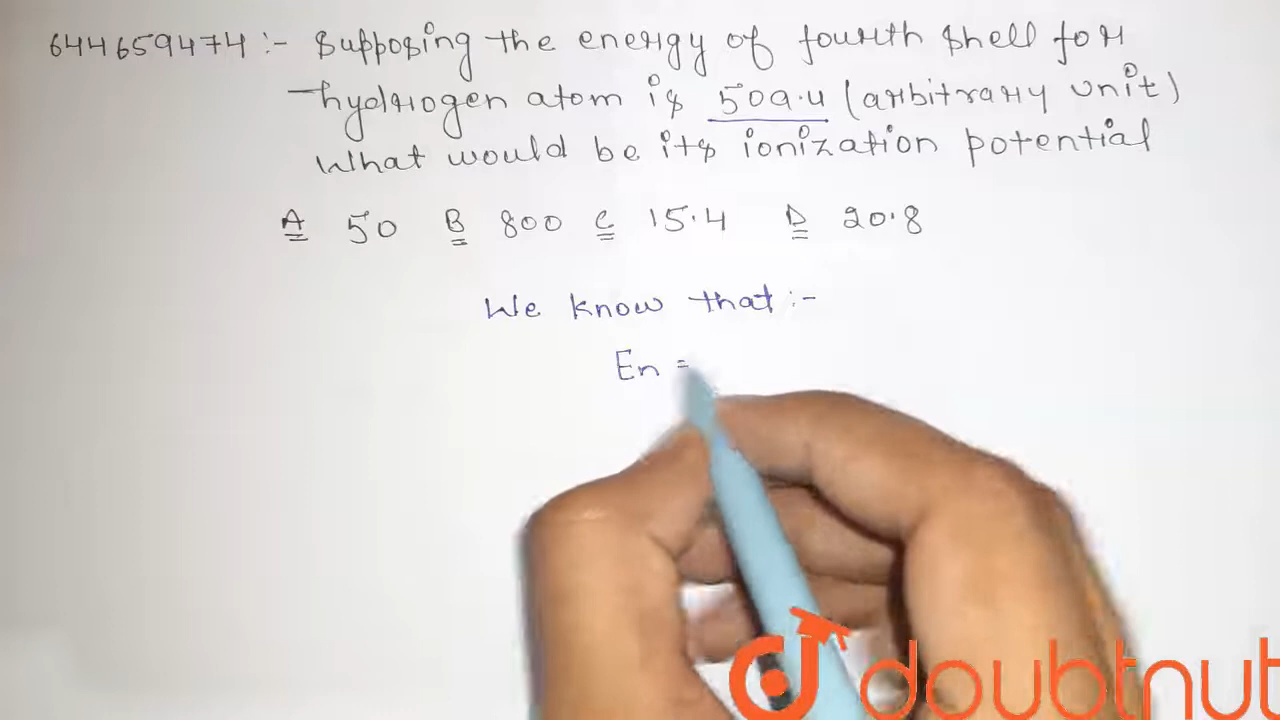 644659474 :- Supposing the energy of fourth shell for
hydrogen atom is 50a.u (arbitrary unit)
What would be its ionization potential
A 50 B 800 C 15.4 D 20.8
We know that :-
En =
doubtnut